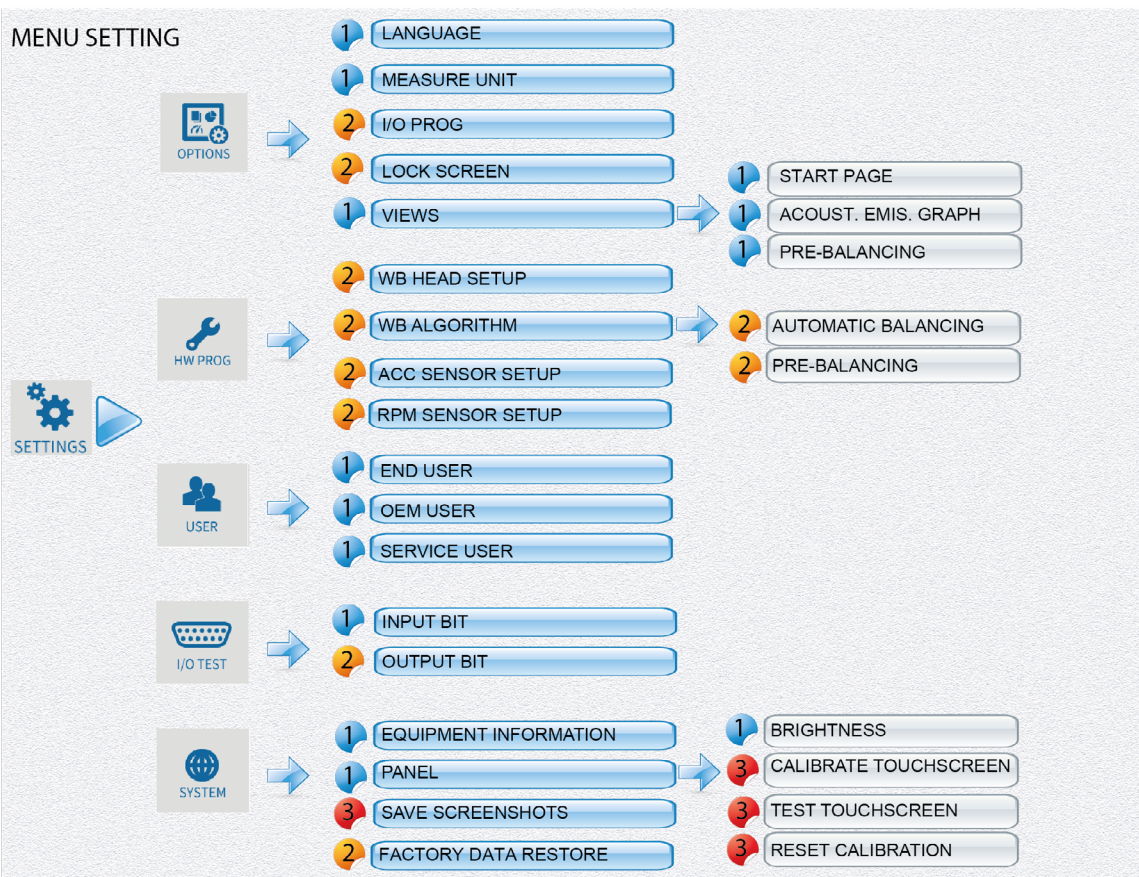 MENU SETTING
1 LANGUAGE
1 MEASURE UNIT
2 I/O PROG
2 LOCK SCREEN
1 VIEWS
OPTIONS
1 START PAGE
1 ACOUST. EMIS. GRAPH
1 PRE-BALANCING
2 WB HEAD SETUP
2 WB ALGORITHM
2 ACC SENSOR SETUP
2 RPM SENSOR SETUP
HW PROG
2 AUTOMATIC BALANCING
2 PRE-BALANCING
SETTINGS
1 END USER
1 OEM USER
1 SERVICE USER
USER
1 INPUT BIT
2 OUTPUT BIT
I/O TEST
1 EQUIPMENT INFORMATION
1 PANEL
3 SAVE SCREENSHOTS
2 FACTORY DATA RESTORE
SYSTEM
1 BRIGHTNESS
3 CALIBRATE TOUCHSCREEN
3 TEST TOUCHSCREEN
3 RESET CALIBRATION